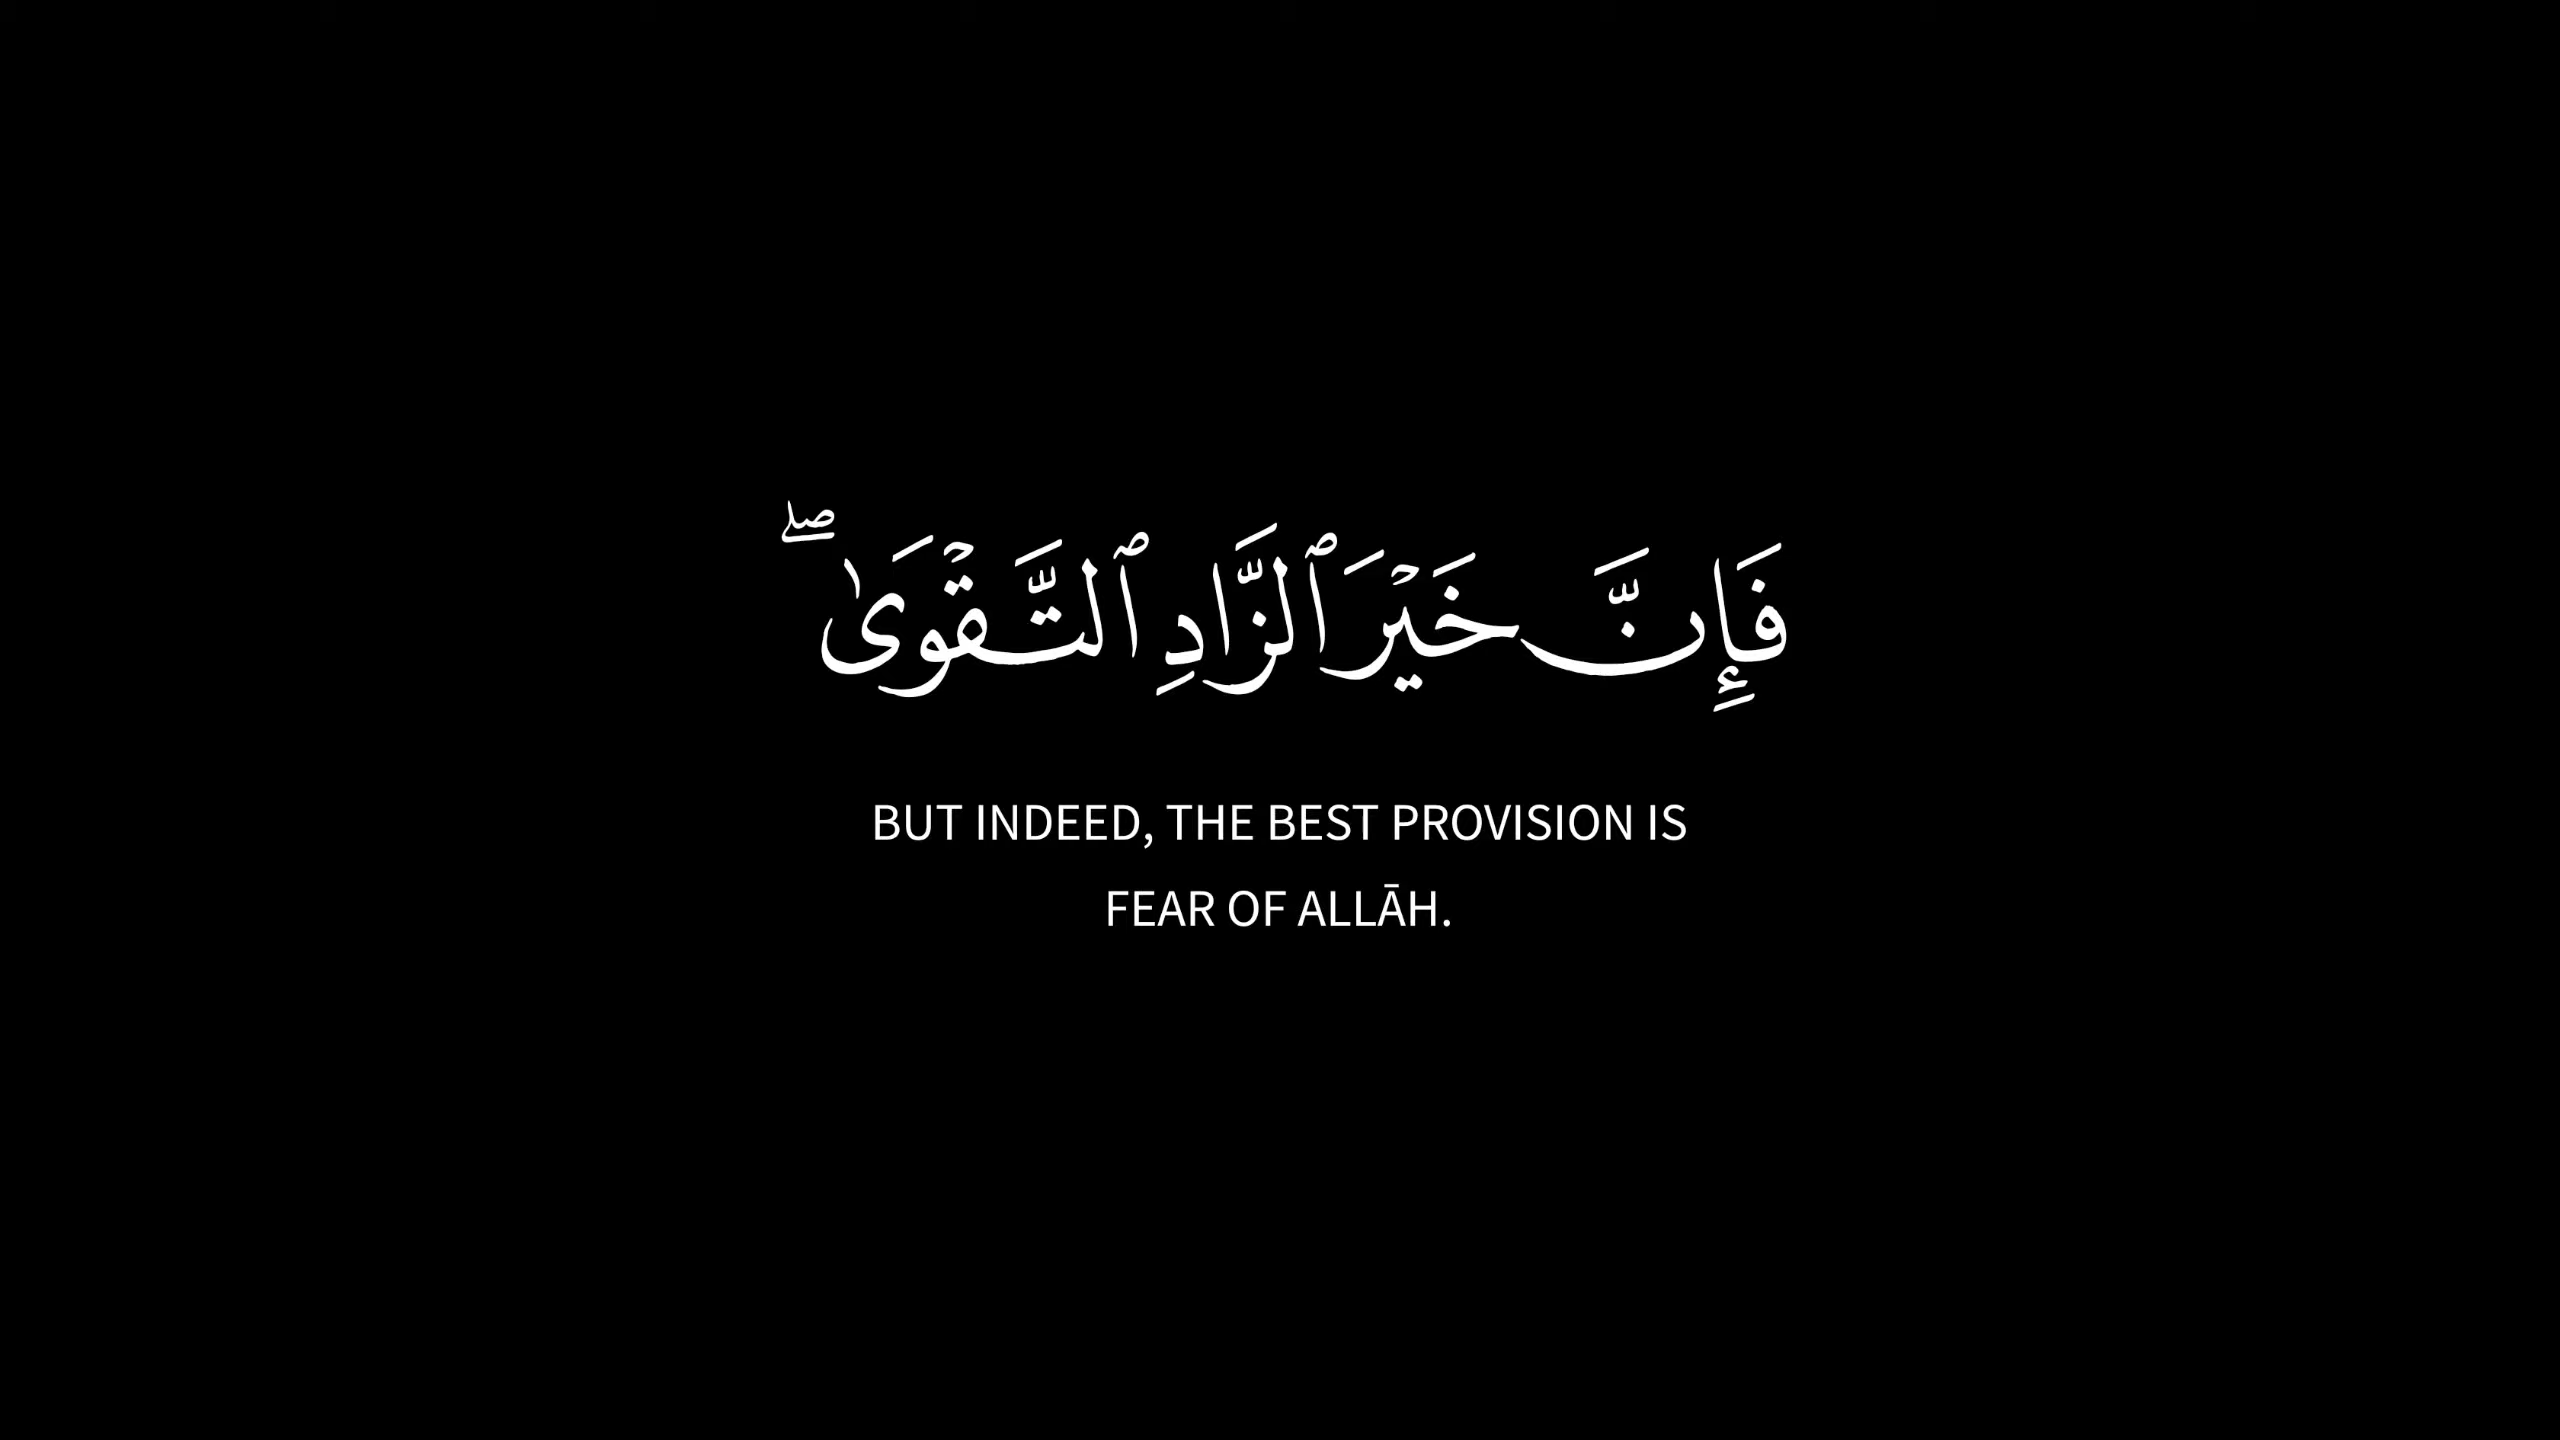 فَإِنَّ خَيْرَ ٱلزَّادِ ٱلتَّقْوَىٰ ۖ
BUT INDEED, THE BEST PROVISION IS
FEAR OF ALLĀH.